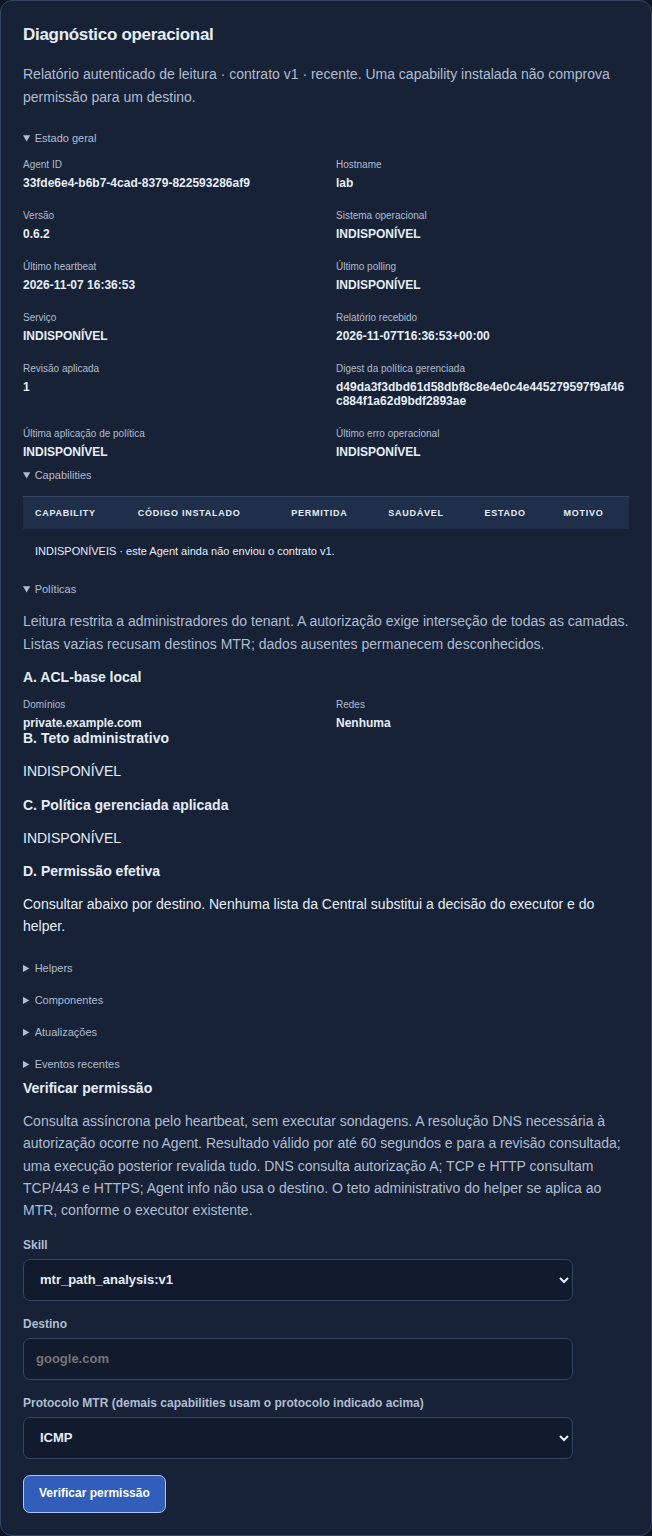 Diagnóstico operacional
Relatório autenticado de leitura · contrato v1 · recente. Uma capability instalada não comprova
permissão para um destino.
Estado geral
Agent ID
33fde6e4-b6b7-4cad-8379-822593286af9
Hostname
lab
Versão
0.6.2
Sistema operacional
INDISPONÍVEL
Último heartbeat
2026-11-07 16:36:53
Último polling
INDISPONÍVEL
Serviço
INDISPONÍVEL
Relatório recebido
2026-11-07T16:36:53+00:00
Revisão aplicada
1
Digest da política gerenciada
d49da3f3dbd61d58dbf8c8e4e0c4e445279597f9af46
c884f1a62d9bdf2893ae
Última aplicação de política
INDISPONÍVEL
Último erro operacional
INDISPONÍVEL
Capabilities
CAPABILITY CÓDIGO INSTALADO PERMITIDA SAUDÁVEL ESTADO MOTIVO
INDISPONÍVEIS · este Agent ainda não enviou o contrato v1.
Políticas
Leitura restrita a administradores do tenant. A autorização exige interseção de todas as camadas.
Listas vazias recusam destinos MTR; dados ausentes permanecem desconhecidos.
A. ACL-base local
Domínios
private.example.com
Redes
Nenhuma
B. Teto administrativo
INDISPONÍVEL
C. Política gerenciada aplicada
INDISPONÍVEL
D. Permissão efetiva
Consultar abaixo por destino. Nenhuma lista da Central substitui a decisão do executor e do
helper.
Helpers
Componentes
Atualizações
Eventos recentes
Verificar permissão
Consulta assíncrona pelo heartbeat, sem executar sondagens. A resolução DNS necessária à
autorização ocorre no Agent. Resultado válido por até 60 segundos e para a revisão consultada;
uma execução posterior revalida tudo. DNS consulta autorização A; TCP e HTTP consultam
TCP/443 e HTTPS; Agent info não usa o destino. O teto administrativo do helper se aplica ao
MTR, conforme o executor existente.
Skill
mtr_path_analysis:v1
Destino
google.com
Protocolo MTR (demais capabilities usam o protocolo indicado acima)
ICMP
Verificar permissão